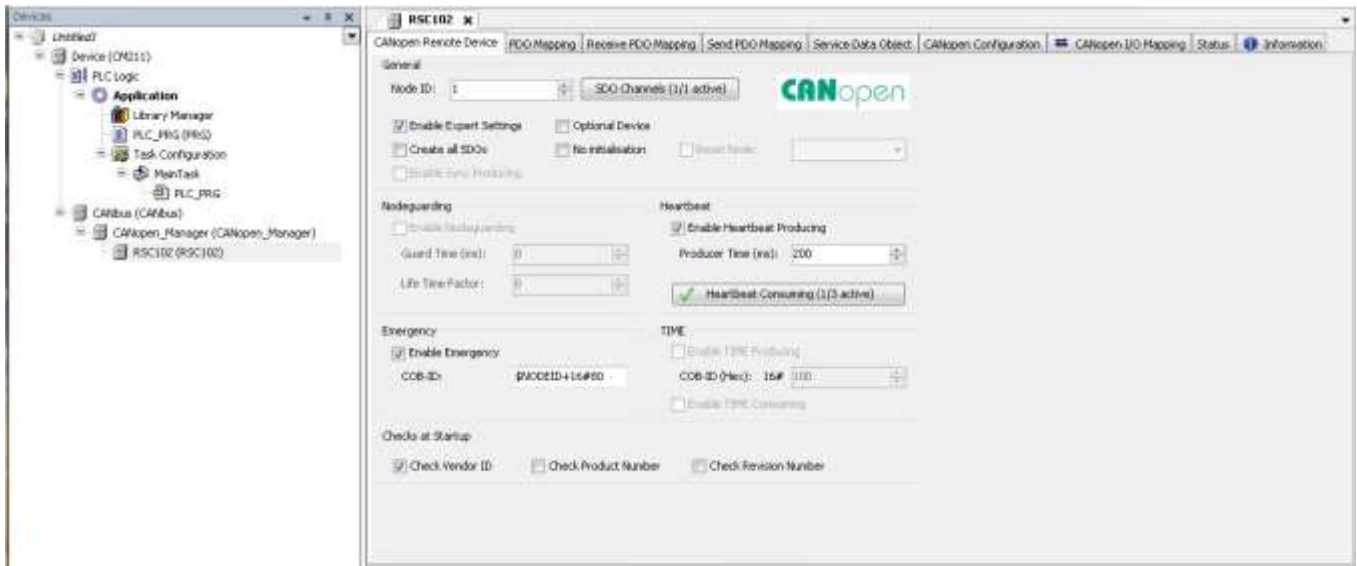 Devices
Untitled3
Device (CM211)
PLC Logic
Application
Library Manager
PLC_PRG (PRG)
Task Configuration
MainTask
PLC_PRG
CANbus (CANbus)
CANopen_Manager (CANopen_Manager)
RSC102 (RSC102)
RSC102
CANopen Remote Device PDO Mapping Receive PDO Mapping Send PDO Mapping Service Data Object CANopen Configuration CANopen I/O Mapping Status Information
General
Node ID: 1 SDO Channels (1/1 active) CANopen
Enable Expert Settings Optional Device
Create all SDOs No initialisation Reset Node
Enable Sync Producing
Nodeguarding Heartbeat
Enable Nodeguarding Enable Heartbeat Producing
Guard Time (ms): 0 Producer Time (ms): 200
Life Time Factor: 0 Heartbeat Consuming (1/3 active)
Emergency TIME
Enable Emergency Enable TIME Producing
COB-ID: $NODEID+16#80 COB-ID (Hex): 16# 100
Enable TIME Consuming
Checks at Startup
Check Vendor ID Check Product Number Check Revision Number